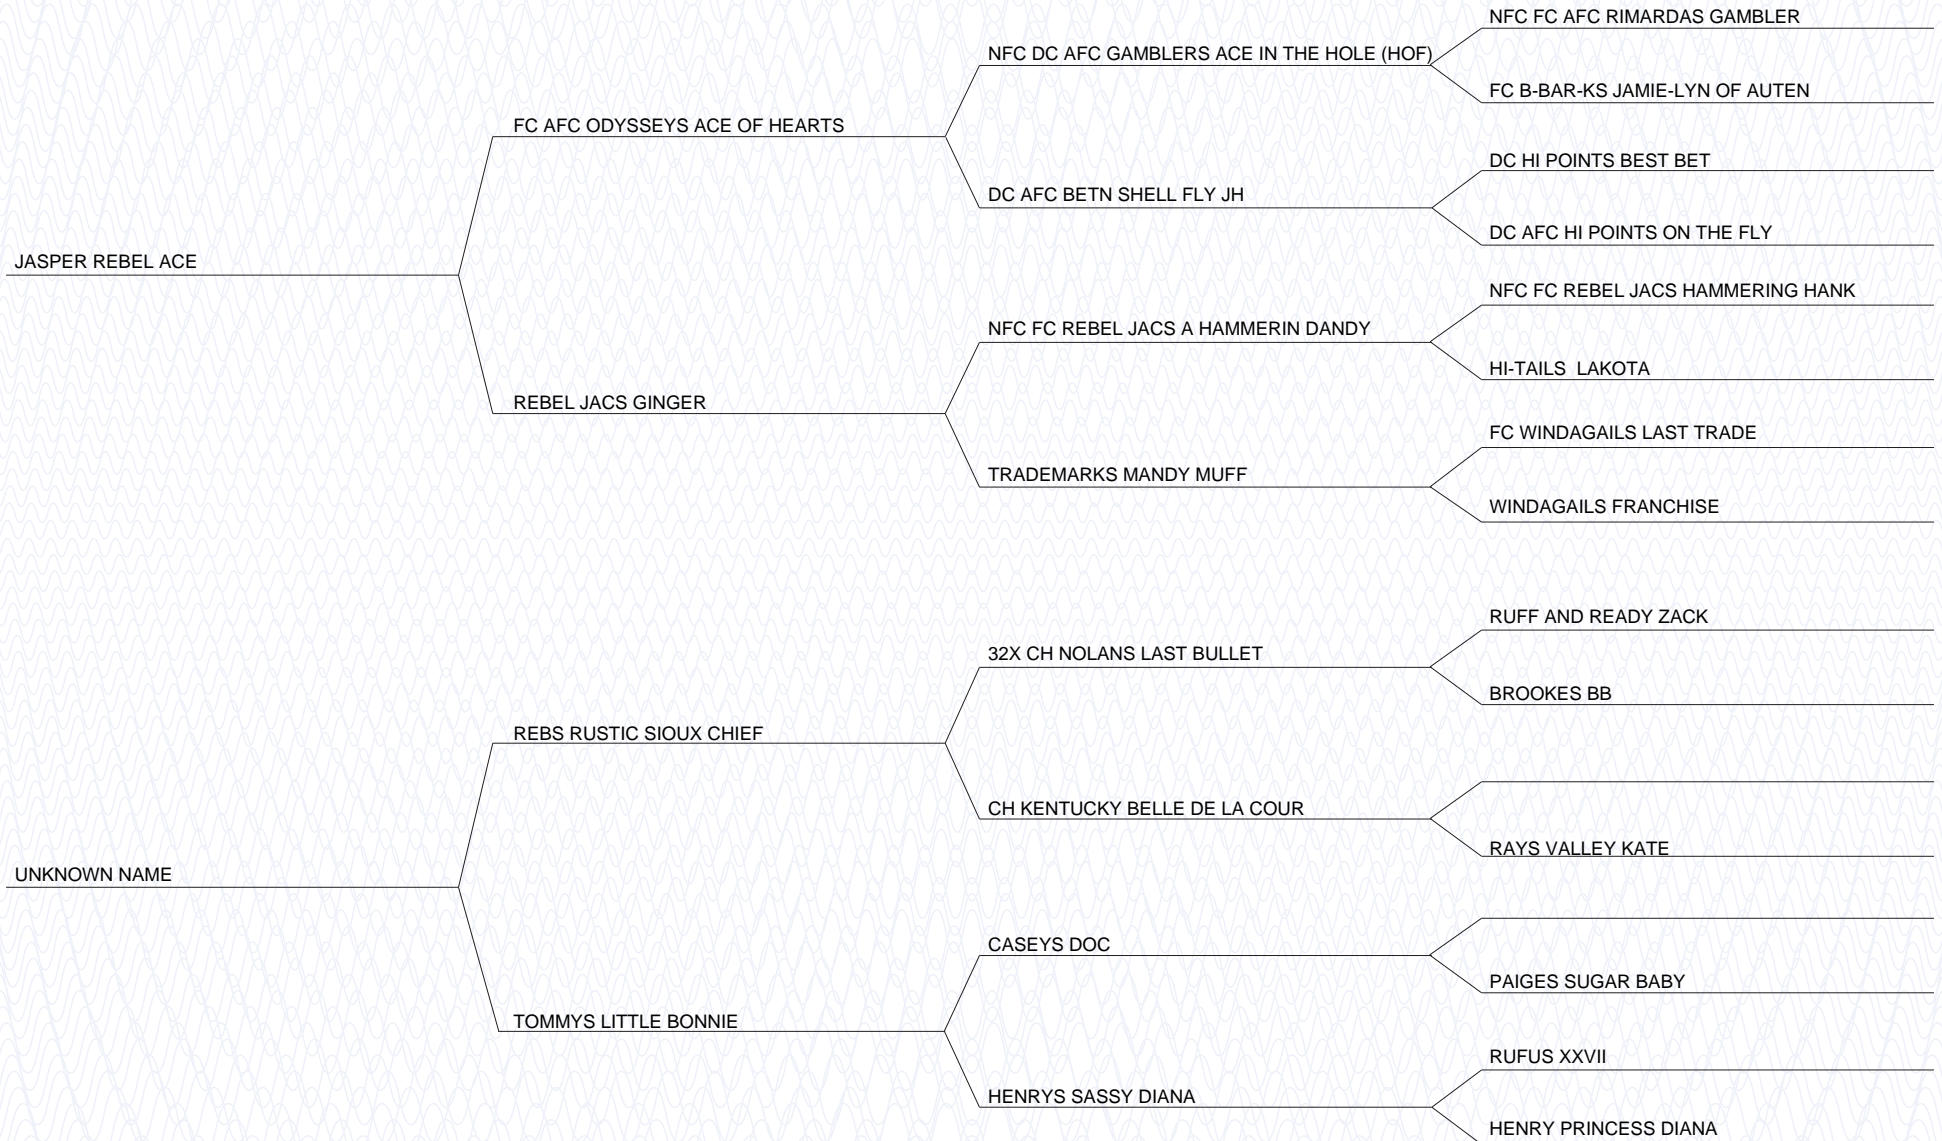 NFC FC AFC RIMARDAS GAMBLER
NFC DC AFC GAMBLERS ACE IN THE HOLE (HOF)
FC B-BAR-KS JAMIE-LYN OF AUTEN
FC AFC ODYSSEYS ACE OF HEARTS
DC HI POINTS BEST BET
DC AFC BETN SHELL FLY JH
DC AFC HI POINTS ON THE FLY
JASPER REBEL ACE
NFC FC REBEL JACS HAMMERING HANK
NFC FC REBEL JACS A HAMMERIN DANDY
HI-TAILS  LAKOTA
REBEL JACS GINGER
FC WINDAGAILS LAST TRADE
TRADEMARKS MANDY MUFF
WINDAGAILS FRANCHISE
RUFF AND READY ZACK
32X CH NOLANS LAST BULLET
BROOKES BB
REBS RUSTIC SIOUX CHIEF
CH KENTUCKY BELLE DE LA COUR
RAYS VALLEY KATE
UNKNOWN NAME
CASEYS DOC
PAIGES SUGAR BABY
TOMMYS LITTLE BONNIE
RUFUS XXVII
HENRYS SASSY DIANA
HENRY PRINCESS DIANA